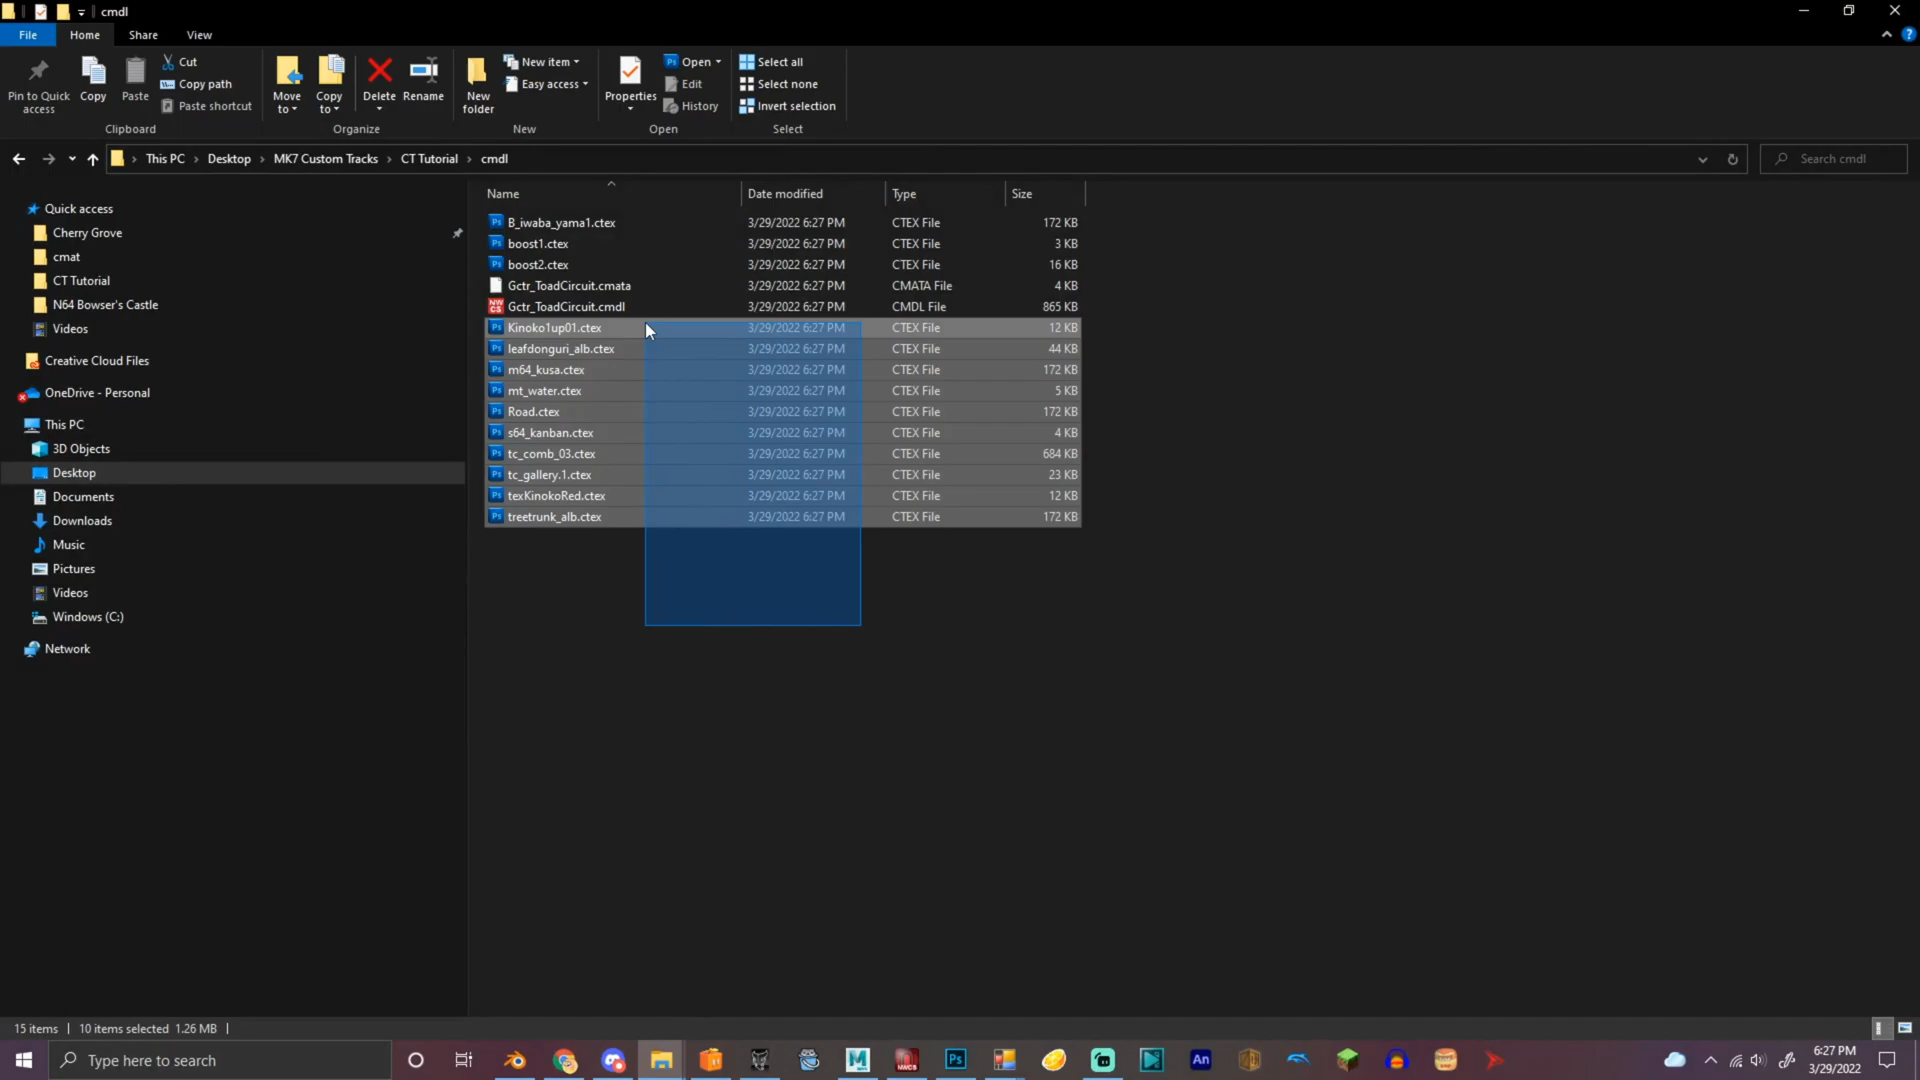 cmdl
File
Home
Share
View
Pin to Quick access
Copy
Paste
Cut
Copy path
Paste shortcut
Clipboard
Move to
Copy to
Delete
Rename
Organize
New folder
New item
Easy access
New
Properties
Open
Edit
History
Open
Select all
Select none
Invert selection
Select
This PC
Desktop
MK7 Custom Tracks
CT Tutorial
cmdl
Search cmdl
Quick access
Cherry Grove
cmat
CT Tutorial
N64 Bowser's Castle
Videos
Creative Cloud Files
OneDrive - Personal
This PC
3D Objects
Desktop
Documents
Downloads
Music
Pictures
Videos
Windows (C:)
Network
Name Date modified Type Size
B_iwaba_yama1.ctex 3/29/2022 6:27 PM CTEX File 172 KB
boost1.ctex 3/29/2022 6:27 PM CTEX File 3 KB
boost2.ctex 3/29/2022 6:27 PM CTEX File 16 KB
Gctr_ToadCircuit.cmata 3/29/2022 6:27 PM CMATA File 4 KB
Gctr_ToadCircuit.cmdl 3/29/2022 6:27 PM CMDL File 865 KB
Kinoko1up01.ctex 3/29/2022 6:27 PM CTEX File 12 KB
leafdonguri_alb.ctex 3/29/2022 6:27 PM CTEX File 44 KB
m64_kusa.ctex 3/29/2022 6:27 PM CTEX File 172 KB
mt_water.ctex 3/29/2022 6:27 PM CTEX File 5 KB
Road.ctex 3/29/2022 6:27 PM CTEX File 172 KB
s64_kanban.ctex 3/29/2022 6:27 PM CTEX File 4 KB
tc_comb_03.ctex 3/29/2022 6:27 PM CTEX File 684 KB
tc_gallery.1.ctex 3/29/2022 6:27 PM CTEX File 23 KB
texKinokoRed.ctex 3/29/2022 6:27 PM CTEX File 12 KB
treetrunk_alb.ctex 3/29/2022 6:27 PM CTEX File 172 KB
15 items 10 items selected 1.26 MB
Type here to search
6:27 PM
3/29/2022